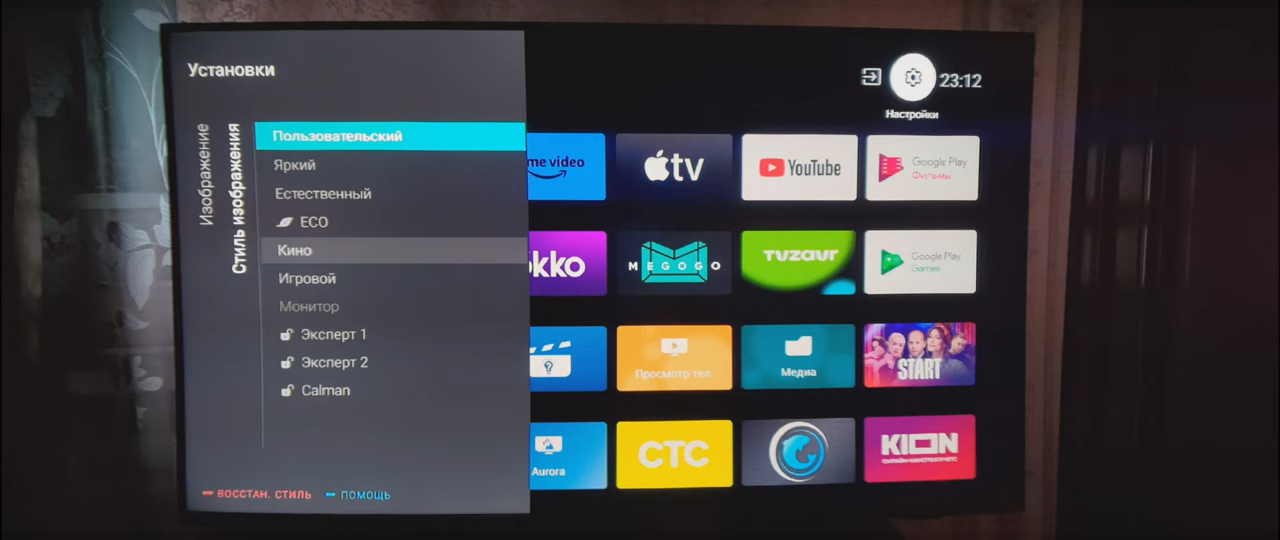 Установки
23:12
Настройки
Изображение
Стиль изображения
Пользовательский
Яркий
Естественный
ECO
Кино
Игровой
Монитор
Эксперт 1
Эксперт 2
Calman
ВОССТАН. СТИЛЬ
ПОМОЩЬ
me video
tv
YouTube
Google Play
Фильмы
kko
MEGOGO
TVZAVR
Google Play
Games
Просмотр тел
Медиа
START
Aurora
СТС
KION